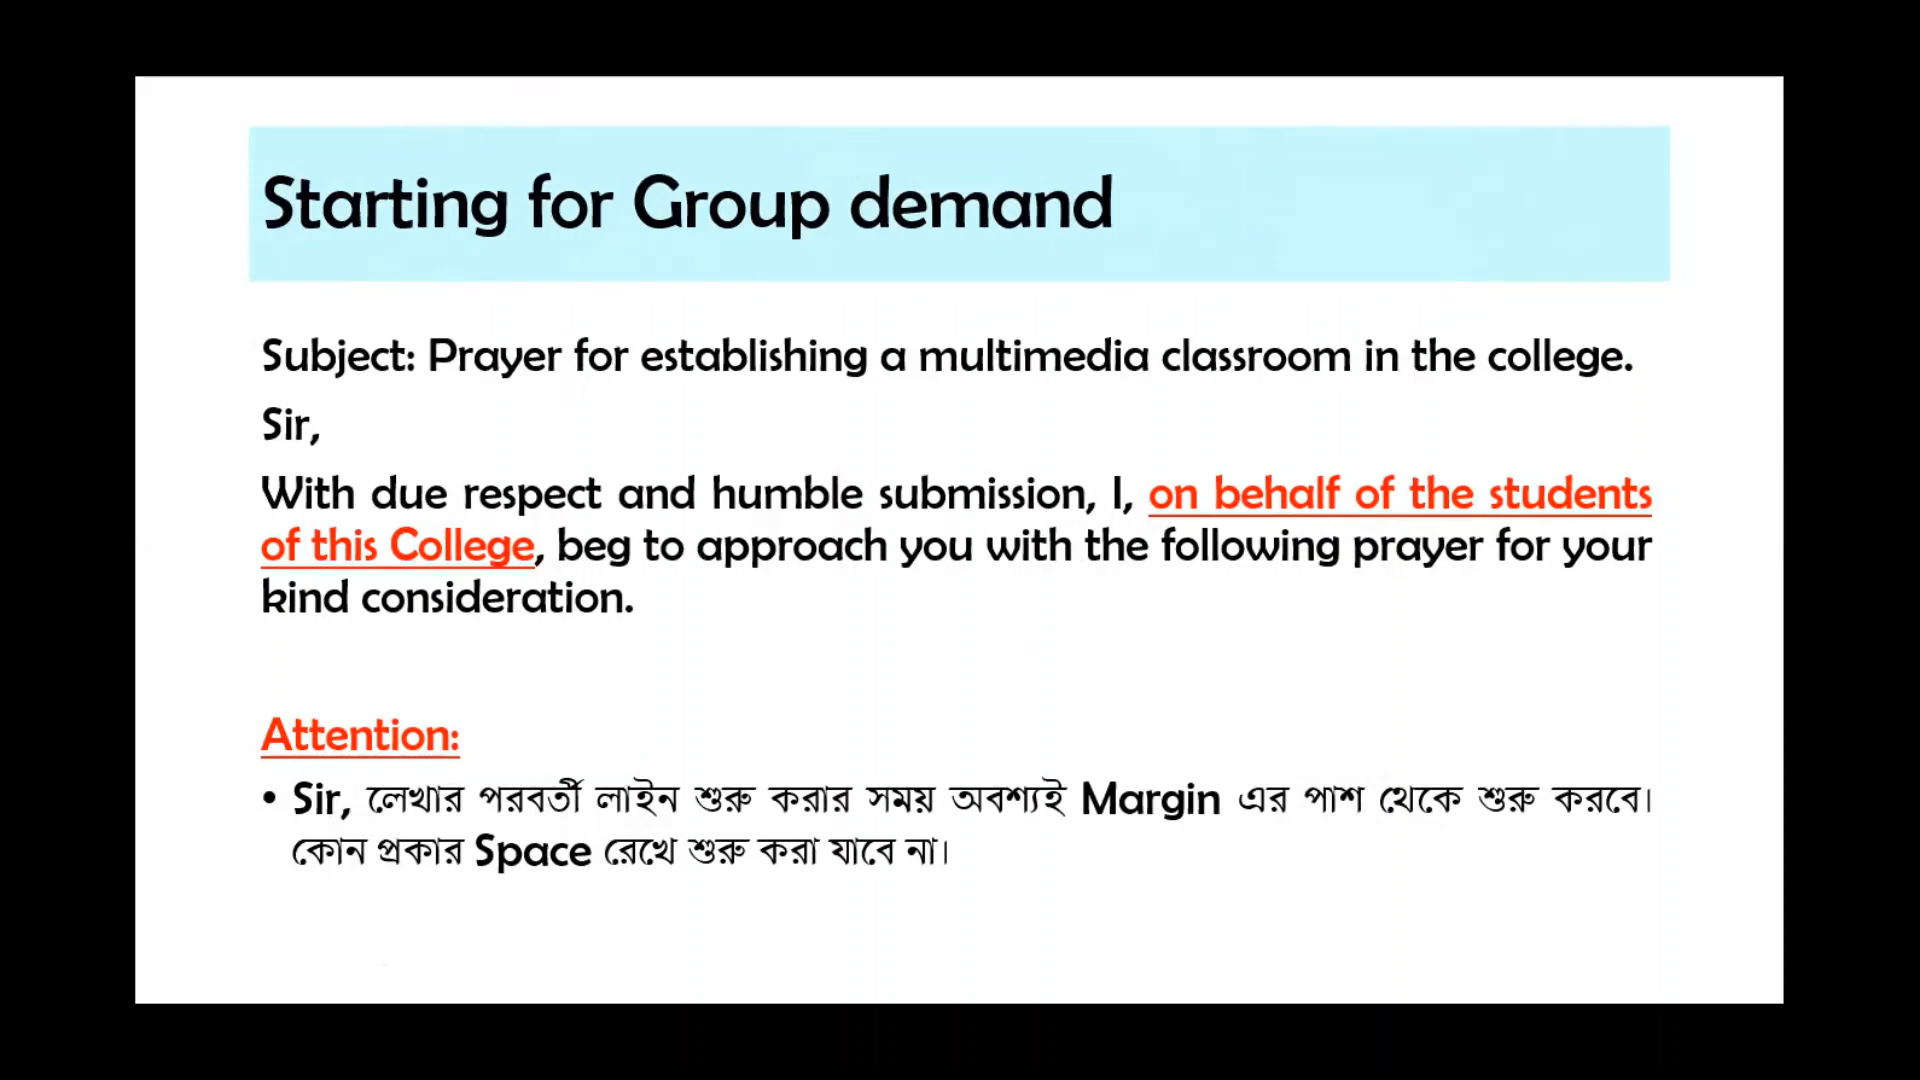 Starting for Group demand
Subject: Prayer for establishing a multimedia classroom in the college.
Sir,
With due respect and humble submission, I, on behalf of the students
of this College, beg to approach you with the following prayer for your
kind consideration.
Attention:
• Sir, লেখার পরবর্তী লাইন শুরু করার সময় অবশ্যই Margin এর পাশ থেকে শুরু করবে।
কোন প্রকার Space রেখে শুরু করা যাবে না।